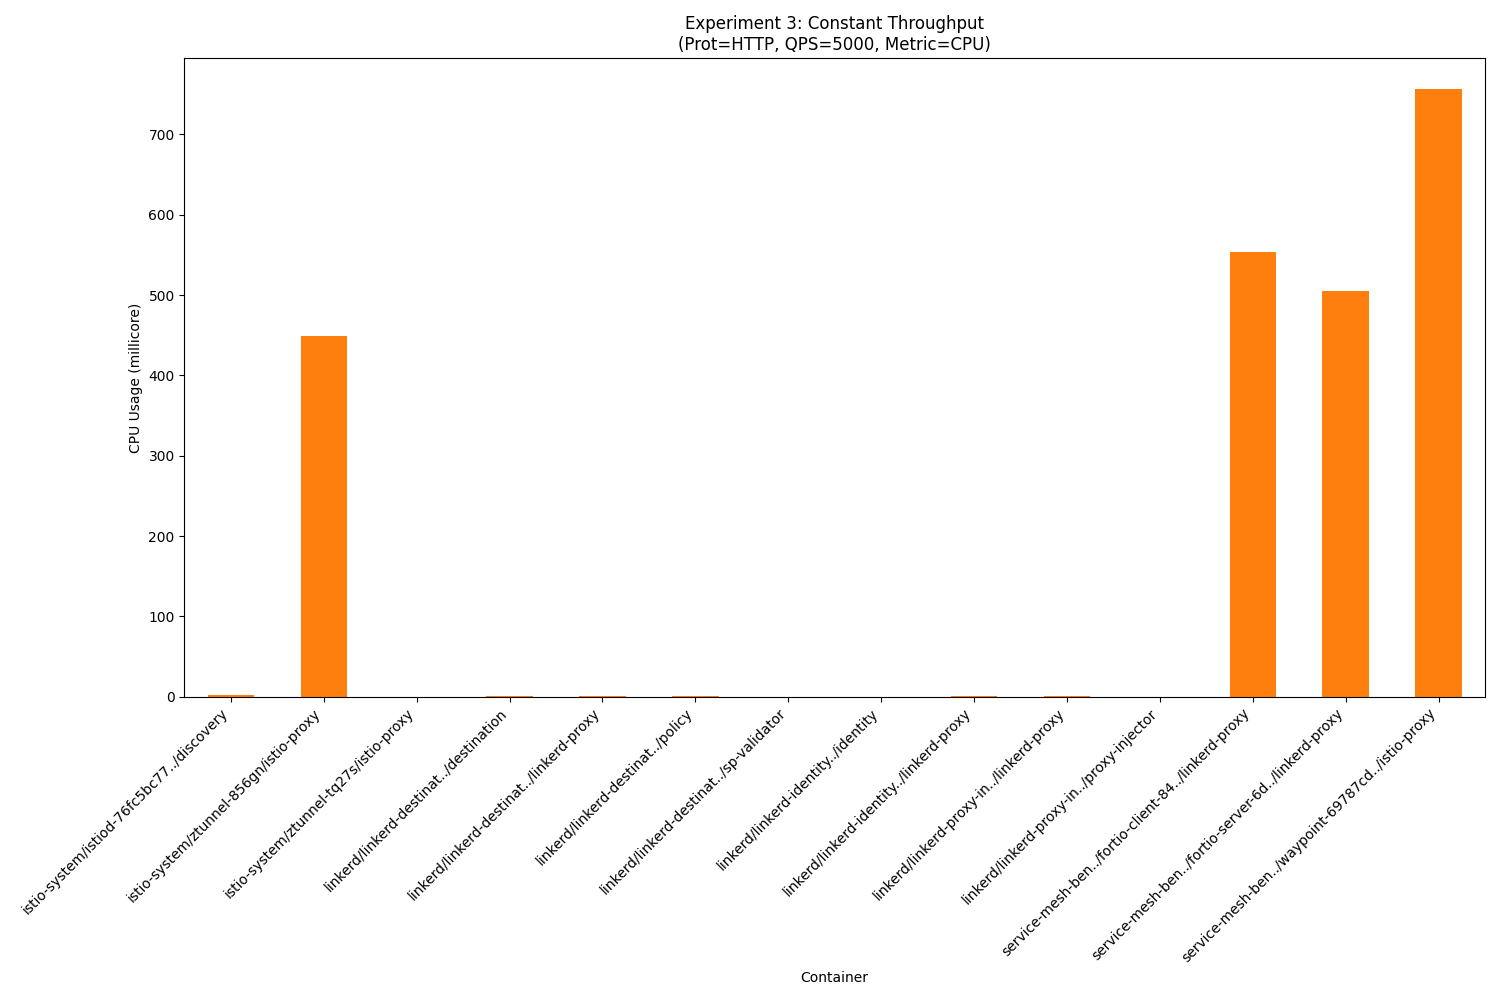 Experiment 3: Constant Throughput
(Prot=HTTP, QPS=5000, Metric=CPU)
CPU Usage (millicore)
700
600
500
400
300
200
100
0
istio-system/istiod-76fc5bc77../discovery
istio-system/ztunnel-856gn/istio-proxy
istio-system/ztunnel-tq27s/istio-proxy
linkerd/linkerd-destinat../destination
linkerd/linkerd-destinat../linkerd-proxy
linkerd/linkerd-destinat../policy
linkerd/linkerd-destinat../sp-validator
linkerd/linkerd-identity../identity
linkerd/linkerd-identity../linkerd-proxy
linkerd/linkerd-proxy-in../linkerd-proxy
linkerd/linkerd-proxy-in../proxy-injector
service-mesh-ben../fortio-client-84../linkerd-proxy
service-mesh-ben../fortio-server-6d../linkerd-proxy
service-mesh-ben../waypoint-69787cd../istio-proxy
Container